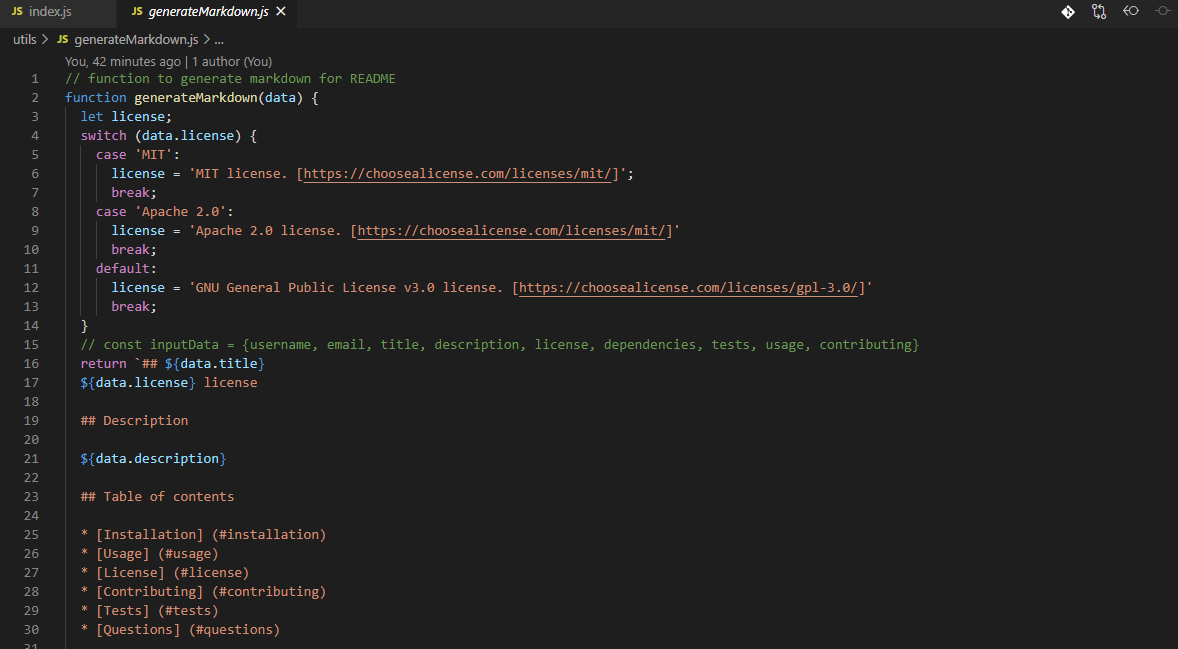 JS index.js JS generateMarkdown.js ×
utils > JS generateMarkdown.js > ...
You, 42 minutes ago | 1 author (You)
1 // function to generate markdown for README
2 function generateMarkdown(data) {
3 let license;
4 switch (data.license) {
5 case 'MIT':
6 license = 'MIT license. [https://choosealicense.com/licenses/mit/]';
7 break;
8 case 'Apache 2.0':
9 license = 'Apache 2.0 license. [https://choosealicense.com/licenses/mit/]'
10 break;
11 default:
12 license = 'GNU General Public License v3.0 license. [https://choosealicense.com/licenses/gpl-3.0/]'
13 break;
14 }
15 // const inputData = {username, email, title, description, license, dependencies, tests, usage, contributing}
16 return `## ${data.title}
17 ${data.license} license
18
19 ## Description
20
21 ${data.description}
22
23 ## Table of contents
24
25 * [Installation] (#installation)
26 * [Usage] (#usage)
27 * [License] (#license)
28 * [Contributing] (#contributing)
29 * [Tests] (#tests)
30 * [Questions] (#questions)
31